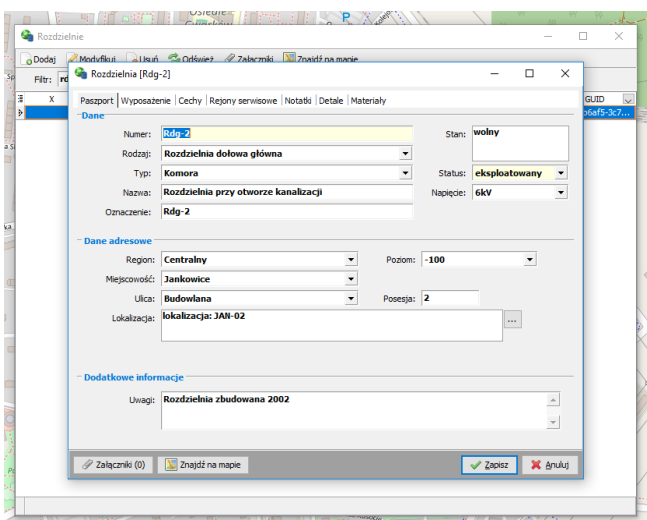 P
Rozdzielnie
Dodaj Modyfikuj Usuń Odśwież Załączniki Znajdź na mapie
Filtr:
Rozdzielnia [Rdg-2]
X GUID
Paszport Wyposażenie Cechy Rejony serwisowe Notatki Detale Materiały
Dane
Numer: Rdg-2 Stan: wolny
Rodzaj: Rozdzielnia dołowa główna
Typ: Komora Status: eksploatowany
Nazwa: Rozdzielnia przy otworze kanalizacji Napięcie: 6kV
Oznaczenie: Rdg-2
Dane adresowe
Region: Centralny Poziom: -100
Miejscowość: Jankowice
Ulica: Budowlana Posesja: 2
Lokalizacja: lokalizacja: JAN-02 ...
Dodatkowe informacje
Uwagi: Rozdzielnia zbudowana 2002
Załączniki (0) Znajdź na mapie Zapisz Anuluj